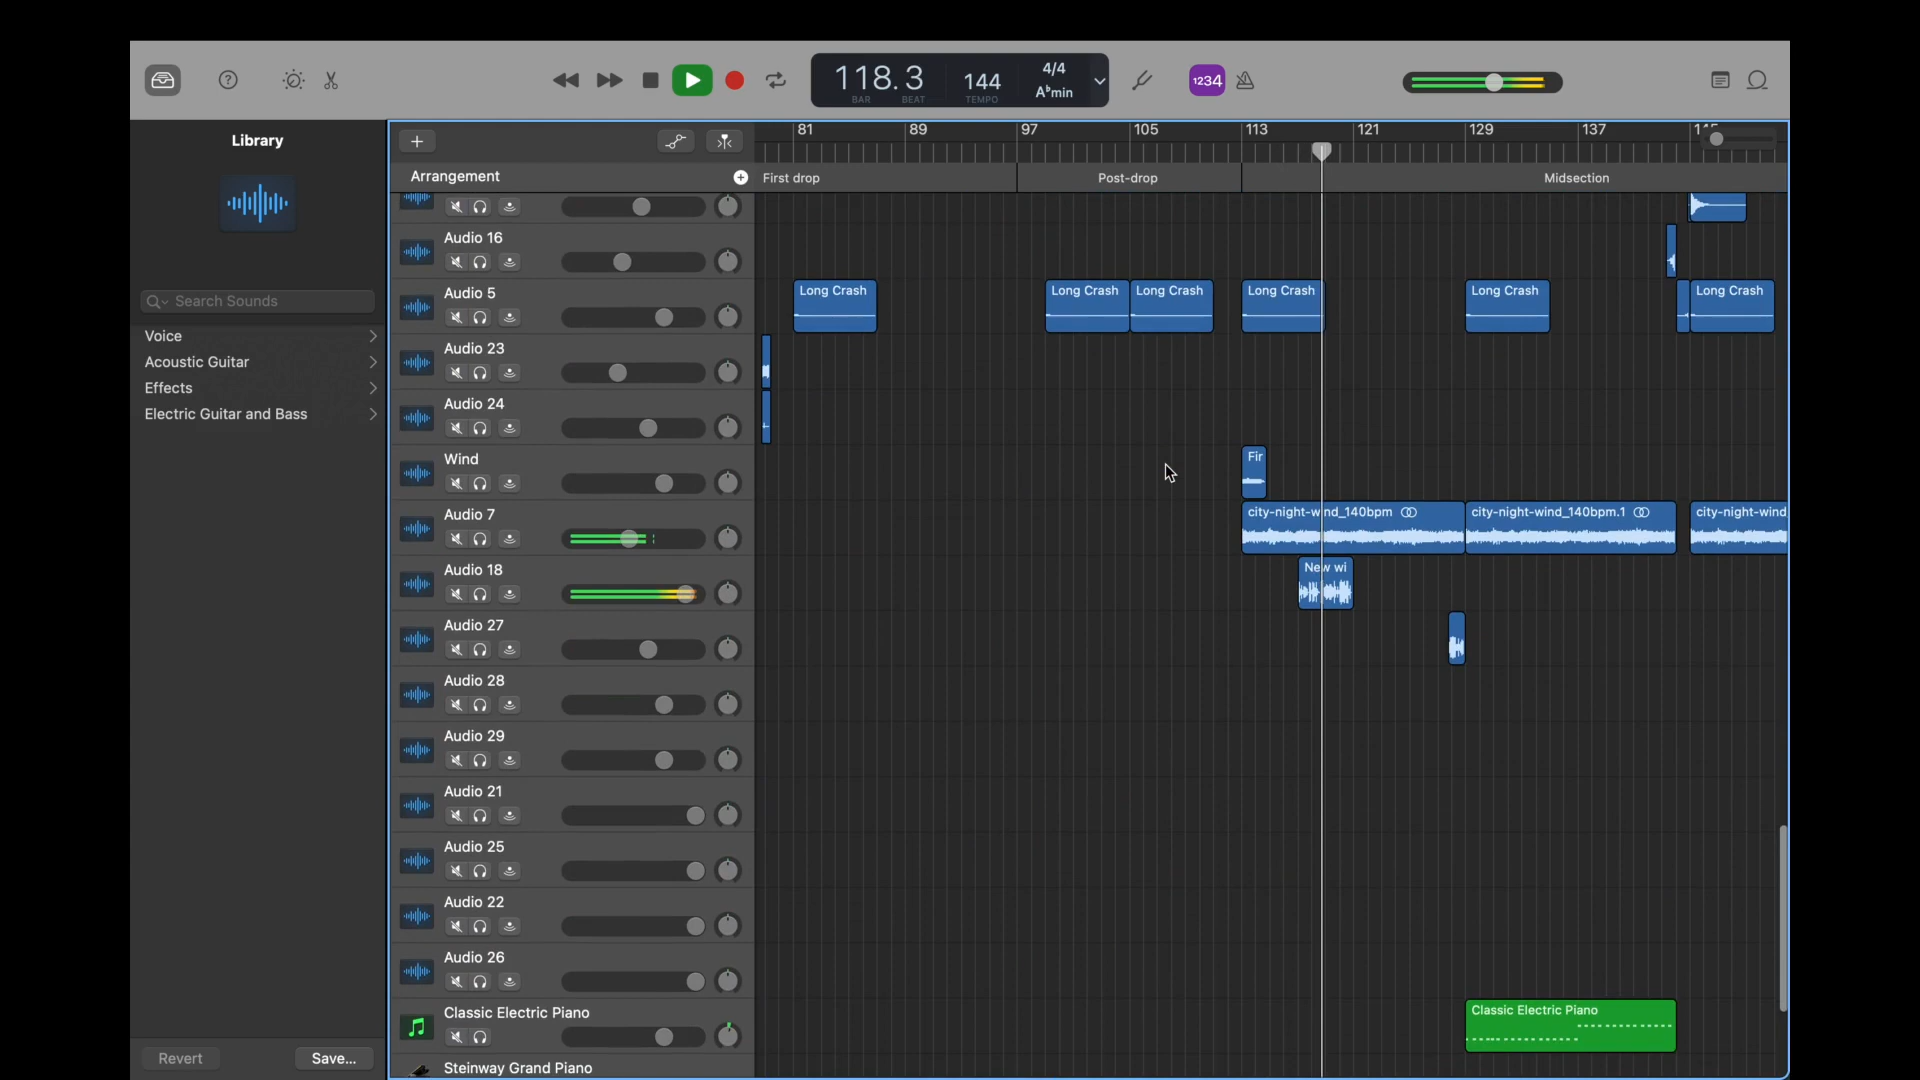 118.3
BAR
BEAT
144
TEMPO
4/4
A♭min
1234
Library
Search Sounds
Voice
Acoustic Guitar
Effects
Electric Guitar and Bass
Revert
Save...
81
89
97
105
113
121
129
137
Arrangement
First drop
Post-drop
Midsection
Audio 16
Audio 5
Long Crash
Long Crash
Long Crash
Long Crash
Long Crash
Long Crash
Audio 23
Audio 24
Wind
Fir
Audio 7
city-night-wind_140bpm
city-night-wind_140bpm.1
city-night-wind
Audio 18
New wi
Audio 27
Audio 28
Audio 29
Audio 21
Audio 25
Audio 22
Audio 26
Classic Electric Piano
Classic Electric Piano
Steinway Grand Piano